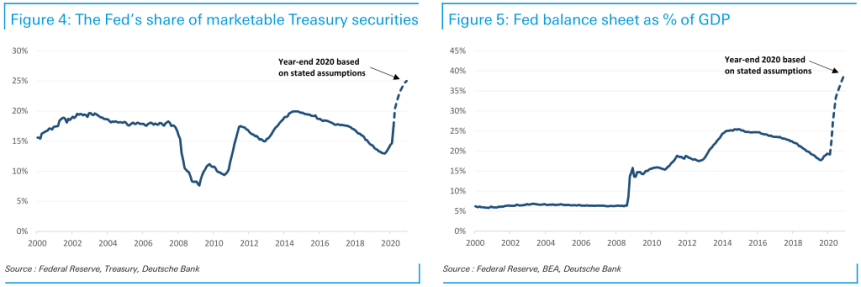 Figure 4: The Fed's share of marketable Treasury securities
30%
25%
20%
15%
10%
5%
0%
Year-end 2020 based
on stated assumptions
2000 2002 2004 2006 2008 2010 2012 2014 2016 2018 2020
Source : Federal Reserve, Treasury, Deutsche Bank
Figure 5: Fed balance sheet as % of GDP
45%
40%
35%
30%
25%
20%
15%
10%
5%
0%
Year-end 2020 based
on stated assumptions
2000 2002 2004 2006 2008 2010 2012 2014 2016 2018 2020
Source : Federal Reserve, BEA, Deutsche Bank